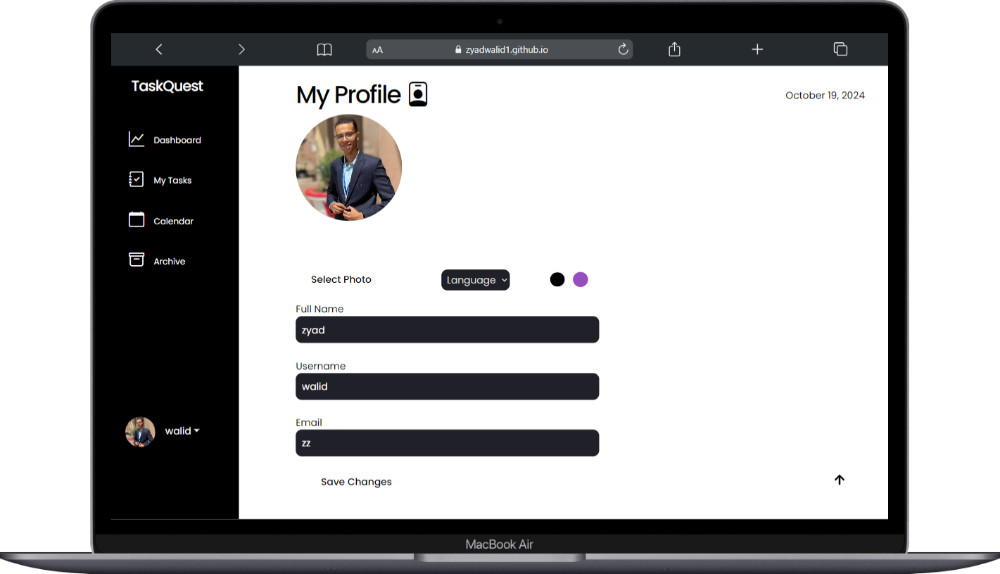 AA
zyadwalid1.github.io
TaskQuest
Dashboard
My Tasks
Calendar
Archive
walid
My Profile
October 19, 2024
Select Photo
Language
Full Name
zyad
Username
walid
Email
zz
Save Changes
MacBook Air